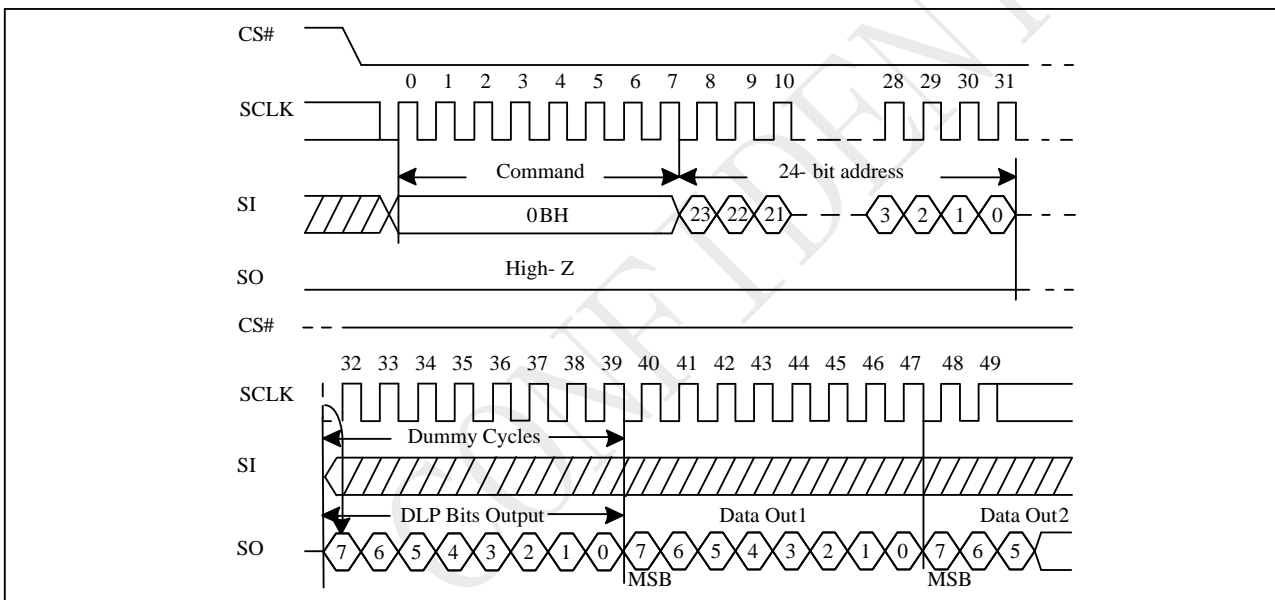 CS#
0 1 2 3 4 5 6 7 8 9 10 28 29 30 31
SCLK
Command 24- bit address
SI 0BH 23 22 21 3 2 1 0
SO High- Z
CS#
32 33 34 35 36 37 38 39 40 41 42 43 44 45 46 47 48 49
SCLK
Dummy Cycles
SI
DLP Bits Output Data Out1 Data Out2
SO 7 6 5 4 3 2 1 0 7 6 5 4 3 2 1 0 7 6 5
MSB MSB
CONFIDENT